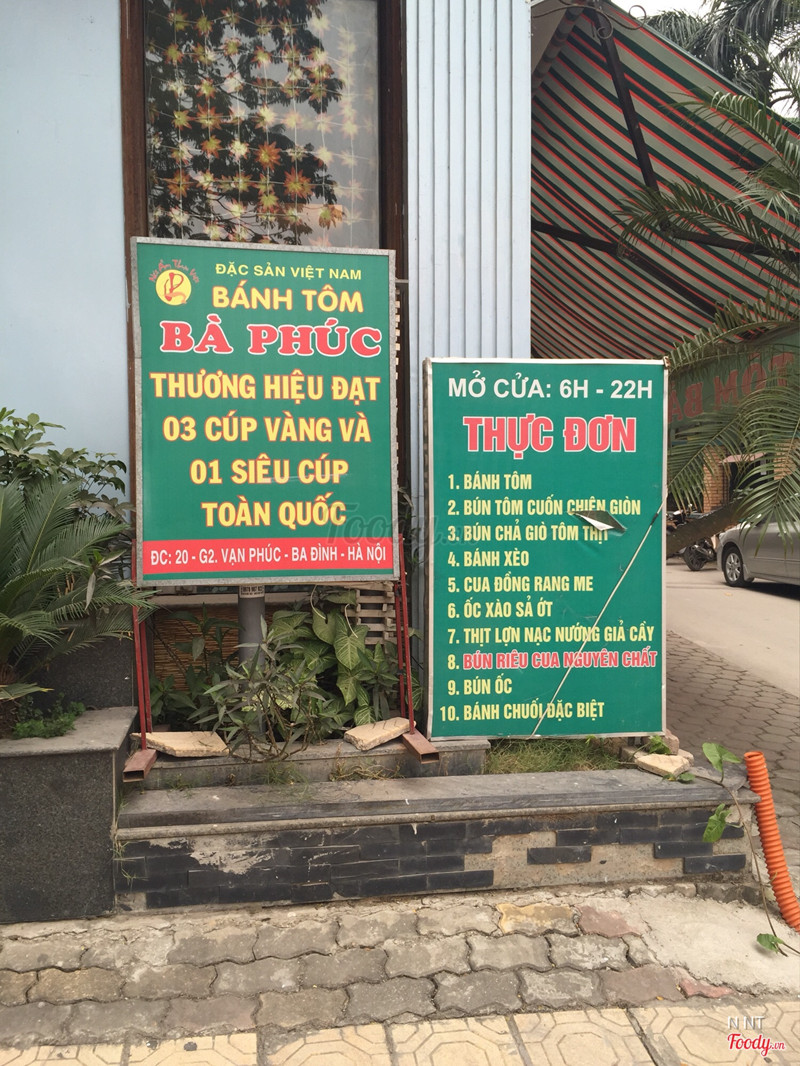 ĐẶC SẢN VIỆT NAM
BÁNH TÔM
BÀ PHÚC
THƯƠNG HIỆU ĐẠT
03 CÚP VÀNG VÀ
01 SIÊU CÚP
TOÀN QUỐC
ĐC: 20 - G2. VẠN PHÚC - BA ĐÌNH - HÀ NỘI
MỞ CỬA: 6H - 22H
THỰC ĐƠN
1. BÁNH TÔM
2. BÚN TÔM CUỐN CHIÊN GIÒN
3. BÚN CHẢ GIÒ TÔM THỊT
4. BÁNH XÈO
5. CUA ĐỒNG RANG ME
6. ỐC XÀO SẢ ỚT
7. THỊT LỢN NẠC NƯỚNG GIẢ CẦY
8. BÚN RIÊU CUA NGUYÊN CHẤT
9. BÚN ỐC
10. BÁNH CHUỐI ĐẶC BIỆT
Foody.vn
N NT
Foody.vn